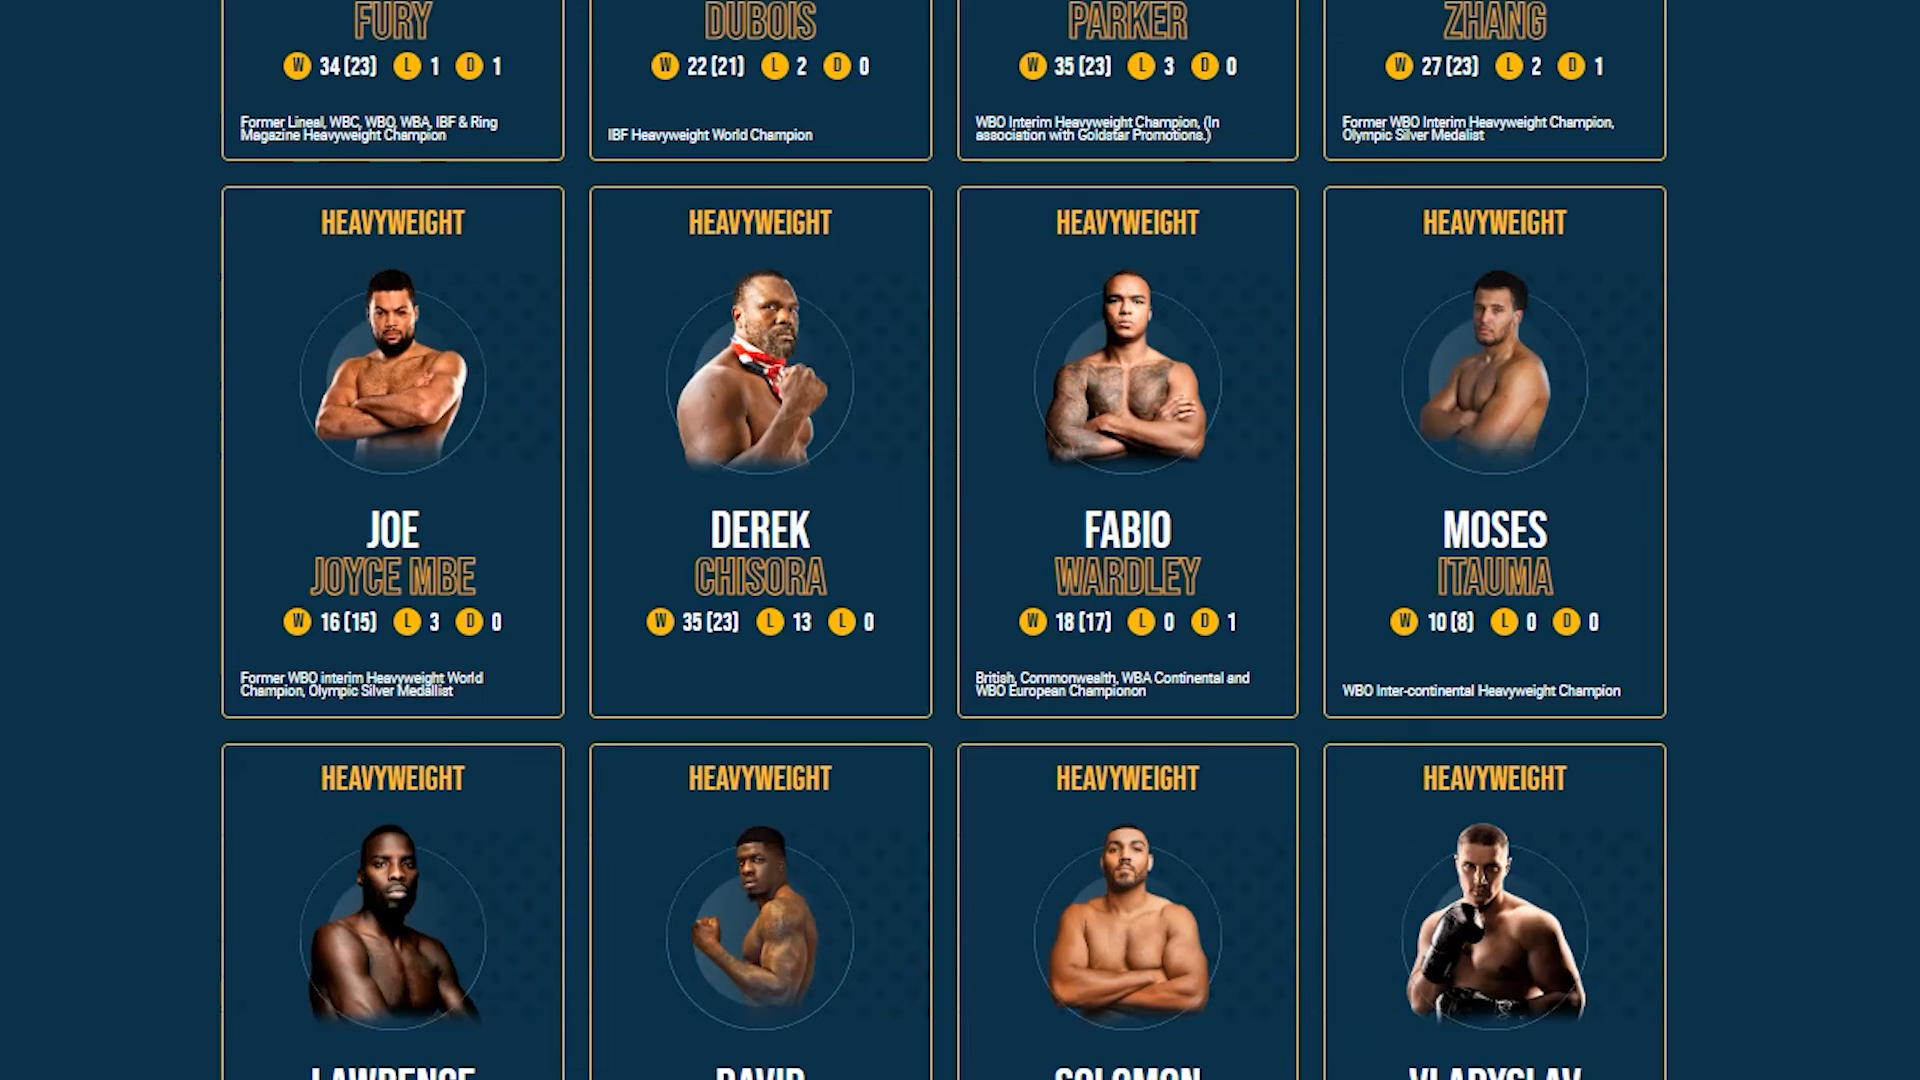 FURY
DUBOIS
PARKER
ZHANG
W 34 (23) L 1 D 1
W 22 (21) L 2 D 0
W 35 (23) L 3 D 0
W 27 (23) L 2 D 1
Former Lineal, WBC, WBO, WBA, IBF & Ring
Magazine Heavyweight Champion
IBF Heavyweight World Champion
WBO Interim Heavyweight Champion, (In
association with Goldstar Promotions.)
Former WBO Interim Heavyweight Champion,
Olympic Silver Medalist
HEAVYWEIGHT
HEAVYWEIGHT
HEAVYWEIGHT
HEAVYWEIGHT
JOE
JOYCE MBE
W 16 (15) L 3 D 0
Former WBO interim Heavyweight World
Champion, Olympic Silver Medallist
DEREK
CHISORA
W 35 (23) L 13 L 0
FABIO
WARDLEY
W 18 (17) L 0 D 1
British, Commonwealth, WBA Continental and
WBO European Championon
MOSES
ITAUMA
W 10 (8) L 0 D 0
WBO Inter-continental Heavyweight Champion
HEAVYWEIGHT
HEAVYWEIGHT
HEAVYWEIGHT
HEAVYWEIGHT
LAWRENCE
DAVID
SOLOMON
VLADYSLAV